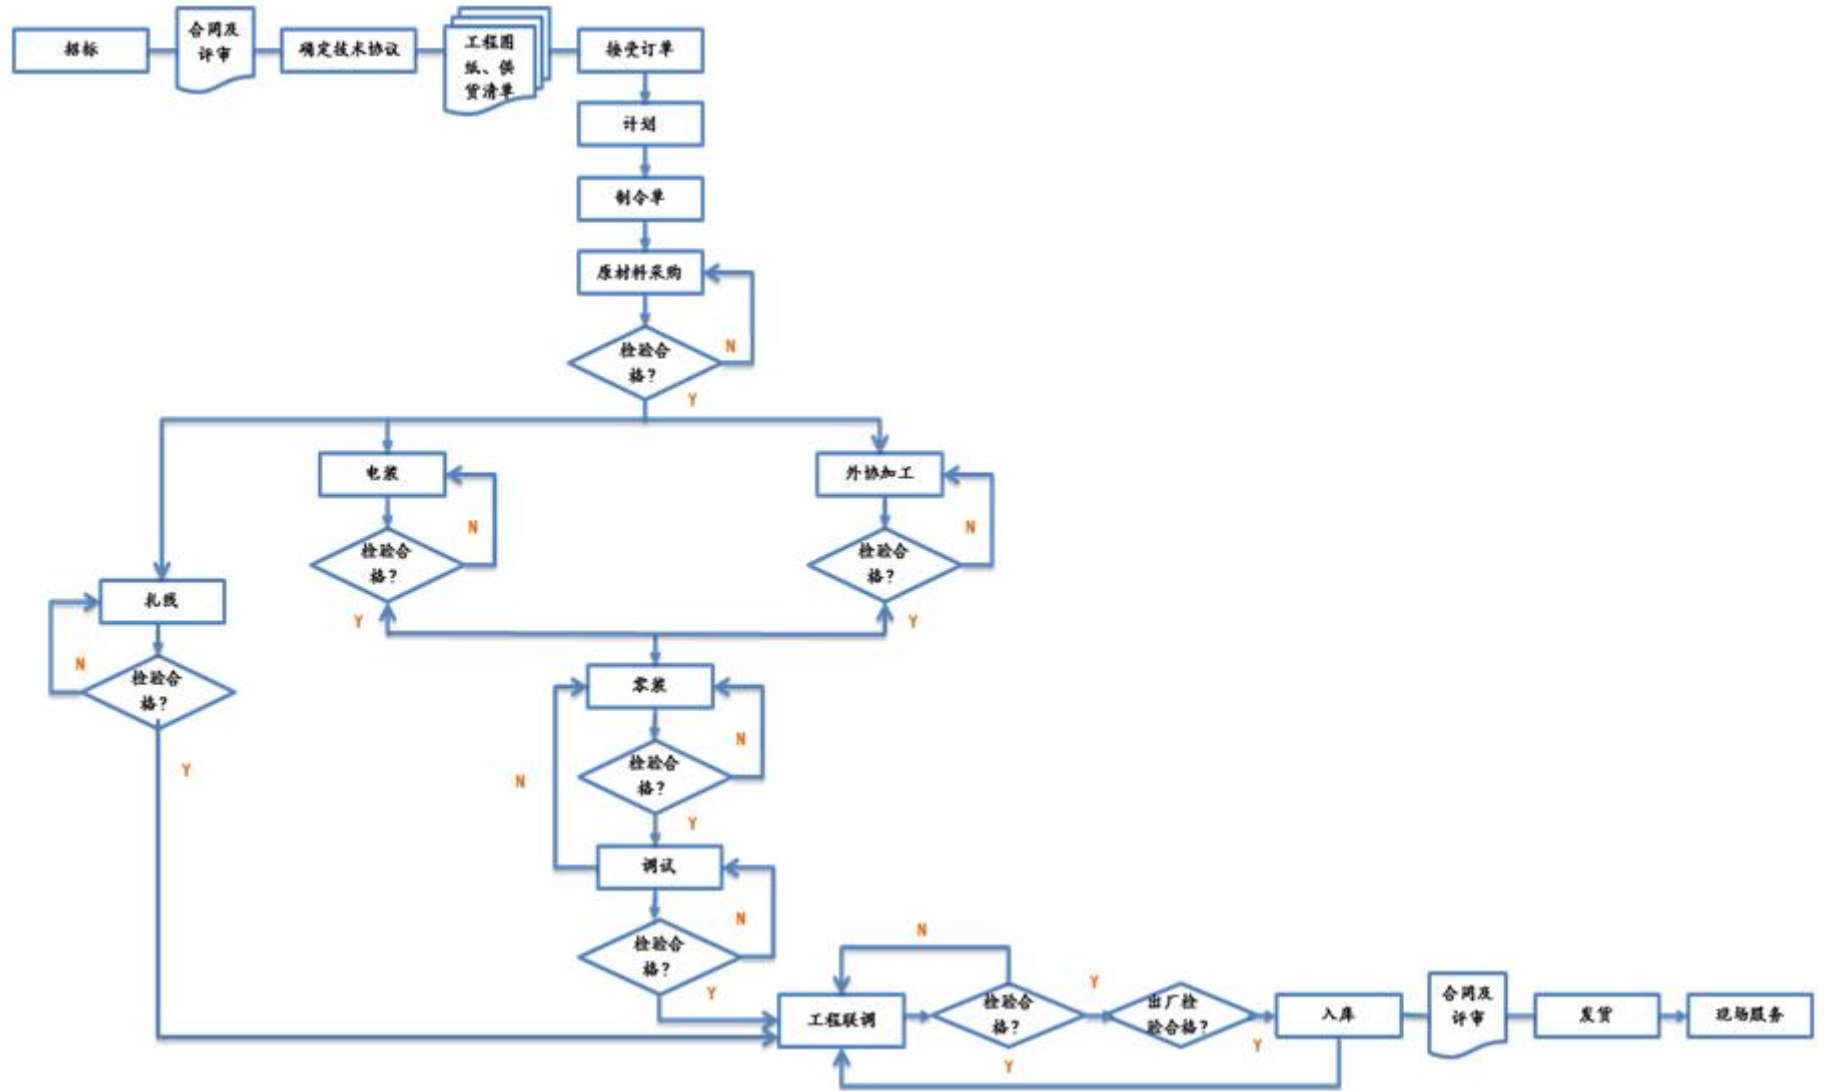 招标
合同及
评审
确定技术协议
工程图
纸、供
货清单
接受订单
计划
制令单
原材料采购
检验合
格?
N
Y
电装
N
检验合
格?
Y
外协加工
N
检验合
格?
Y
扎线
N
检验合
格?
Y
零装
N
检验合
格?
N
Y
调试
N
检验合
格?
Y
工程联调
N
检验合
格?
Y
Y
出厂检
验合格?
Y
入库
合同及
评审
发货
现场服务